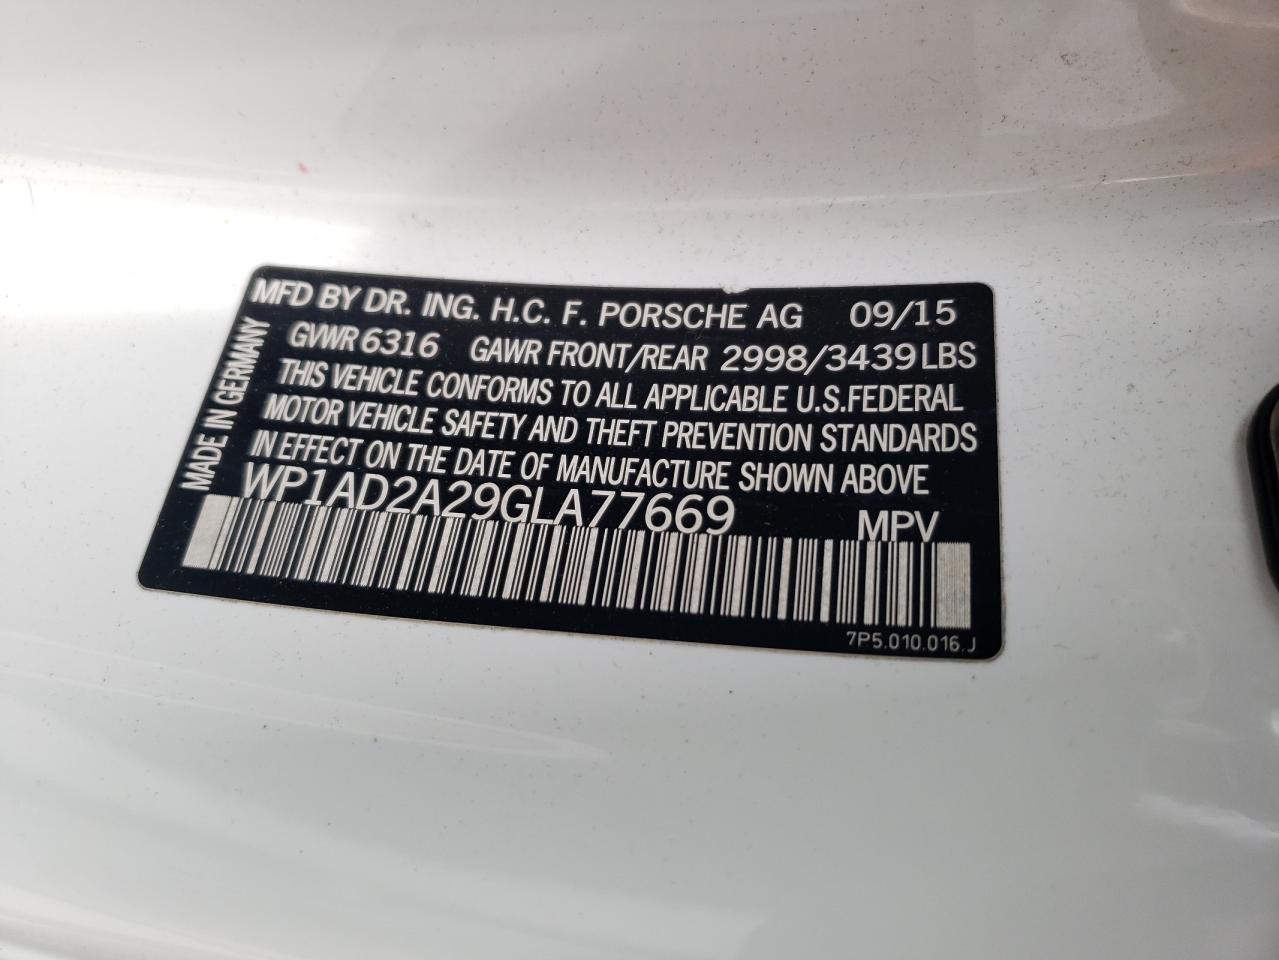 MFD BY DR. ING. H.C. F. PORSCHE AG 09/15
GVWR 6316 GAWR FRONT/REAR 2998/3439 LBS
THIS VEHICLE CONFORMS TO ALL APPLICABLE U.S.FEDERAL
MOTOR VEHICLE SAFETY AND THEFT PREVENTION STANDARDS
IN EFFECT ON THE DATE OF MANUFACTURE SHOWN ABOVE
WP1AD2A29GLA77669 MPV
7P5.010.016.J
MADE IN GERMANY